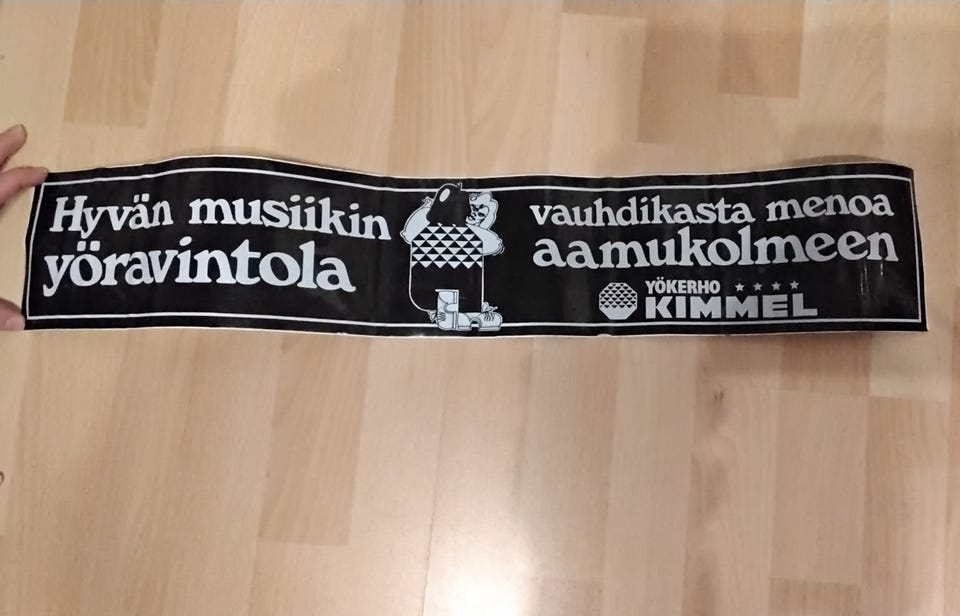 Hyvän musiikin
yöravintola
vauhdikasta menoa
aamukolmeen
YÖKERHO
KIMMEL